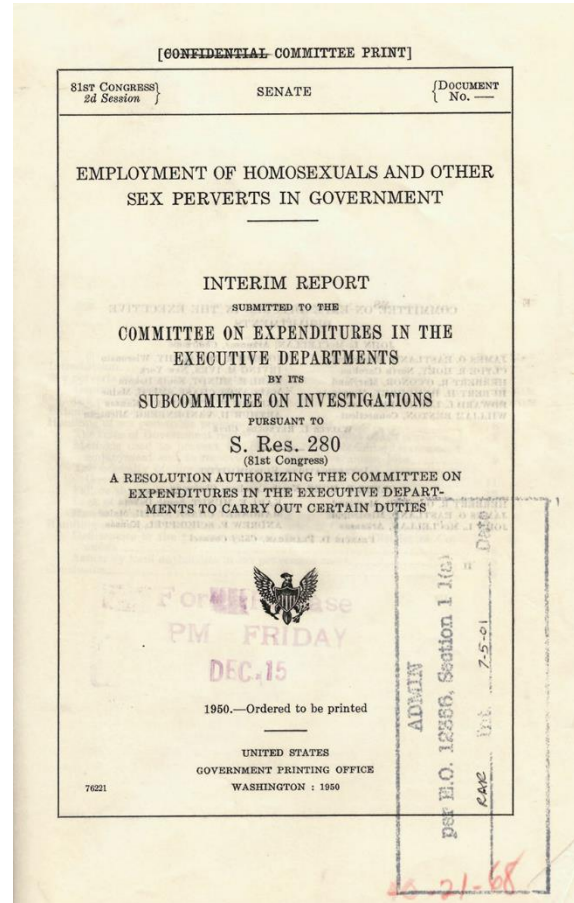 [CONFIDENTIAL COMMITTEE PRINT]
81ST CONGRESS} SENATE {DOCUMENT
2d Session } { No. ——
EMPLOYMENT OF HOMOSEXUALS AND OTHER
SEX PERVERTS IN GOVERNMENT
INTERIM REPORT
SUBMITTED TO THE
COMMITTEE ON EXPENDITURES IN THE
EXECUTIVE DEPARTMENTS
BY ITS
SUBCOMMITTEE ON INVESTIGATIONS
PURSUANT TO
S. Res. 280
(81st Congress)
A RESOLUTION AUTHORIZING THE COMMITTEE ON
EXPENDITURES IN THE EXECUTIVE DEPART-
MENTS TO CARRY OUT CERTAIN DUTIES
For
PM FRIDAY
DEC. 15
1950.—Ordered to be printed
UNITED STATES
GOVERNMENT PRINTING OFFICE
WASHINGTON : 1950
76221
ADMIN
per E.O. 12356, Section 1.1(a)
RAR 7-5-01 Date
21-68